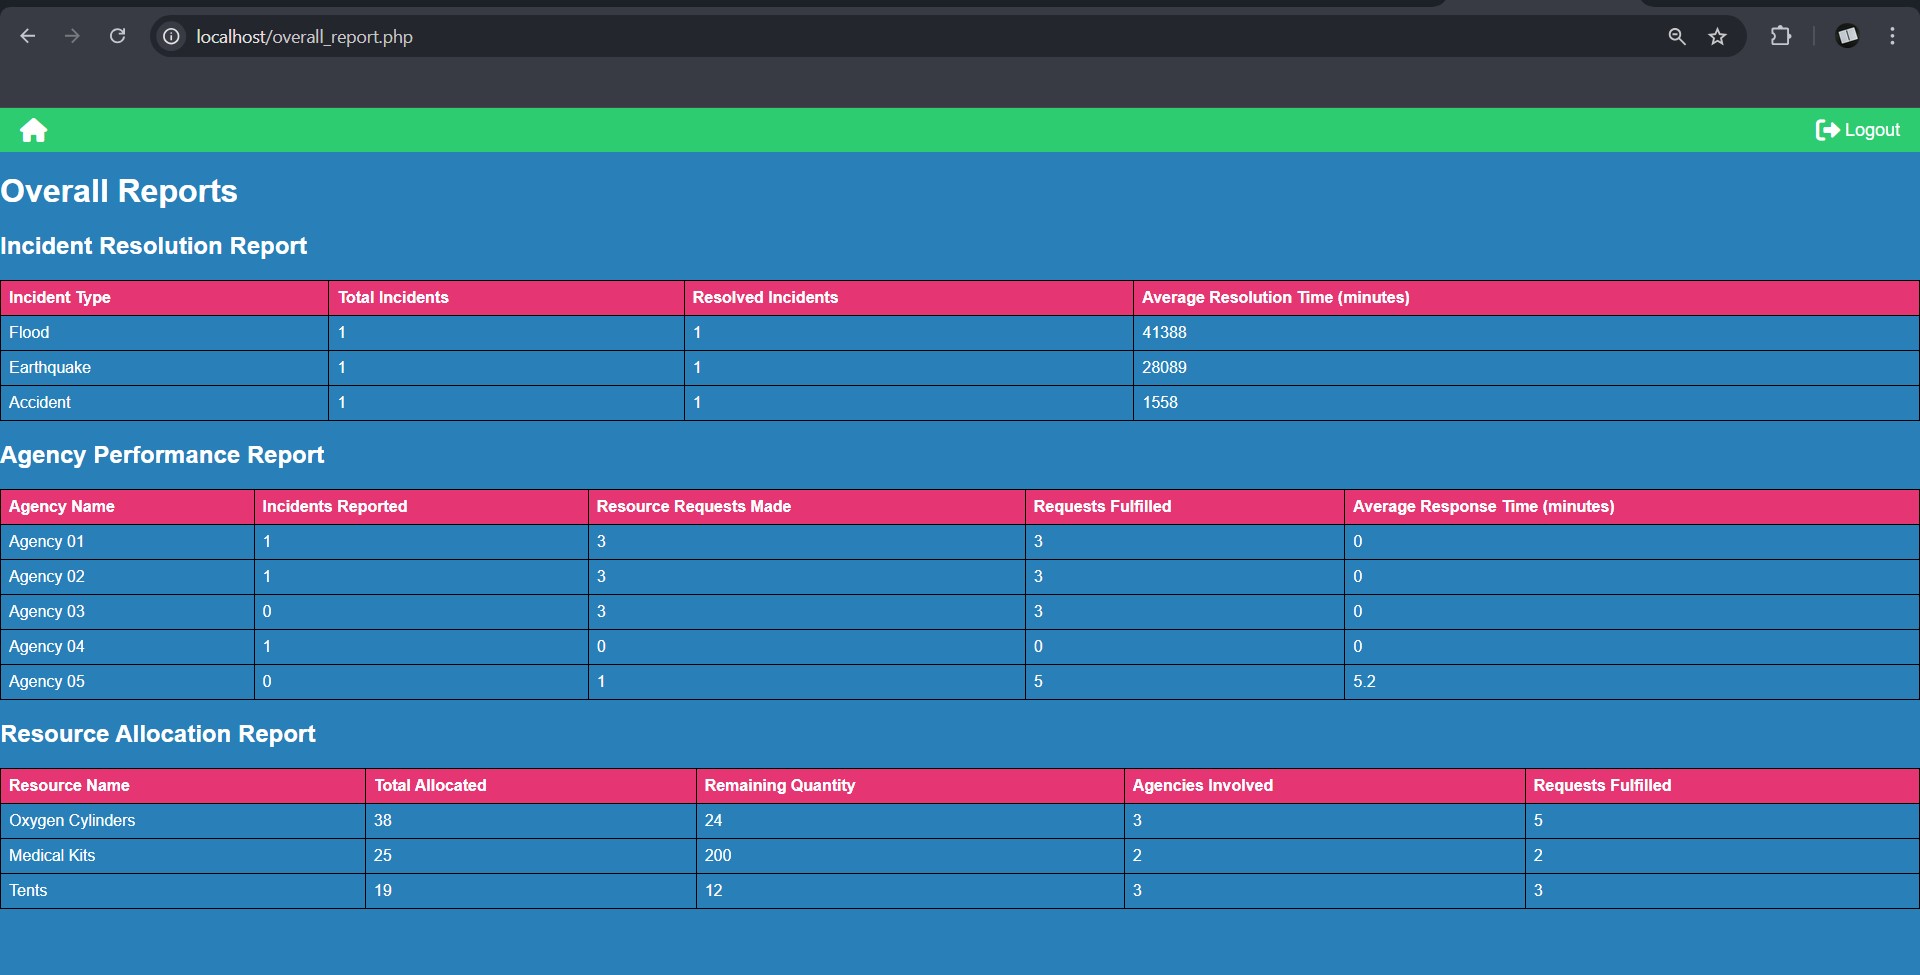 localhost/overall_report.php
Logout
Overall Reports
Incident Resolution Report
Incident Type Total Incidents Resolved Incidents Average Resolution Time (minutes)
Flood 1 1 41388
Earthquake 1 1 28089
Accident 1 1 1558
Agency Performance Report
Agency Name Incidents Reported Resource Requests Made Requests Fulfilled Average Response Time (minutes)
Agency 01 1 3 3 0
Agency 02 1 3 3 0
Agency 03 0 3 3 0
Agency 04 1 0 0 0
Agency 05 0 1 5 5.2
Resource Allocation Report
Resource Name Total Allocated Remaining Quantity Agencies Involved Requests Fulfilled
Oxygen Cylinders 38 24 3 5
Medical Kits 25 200 2 2
Tents 19 12 3 3